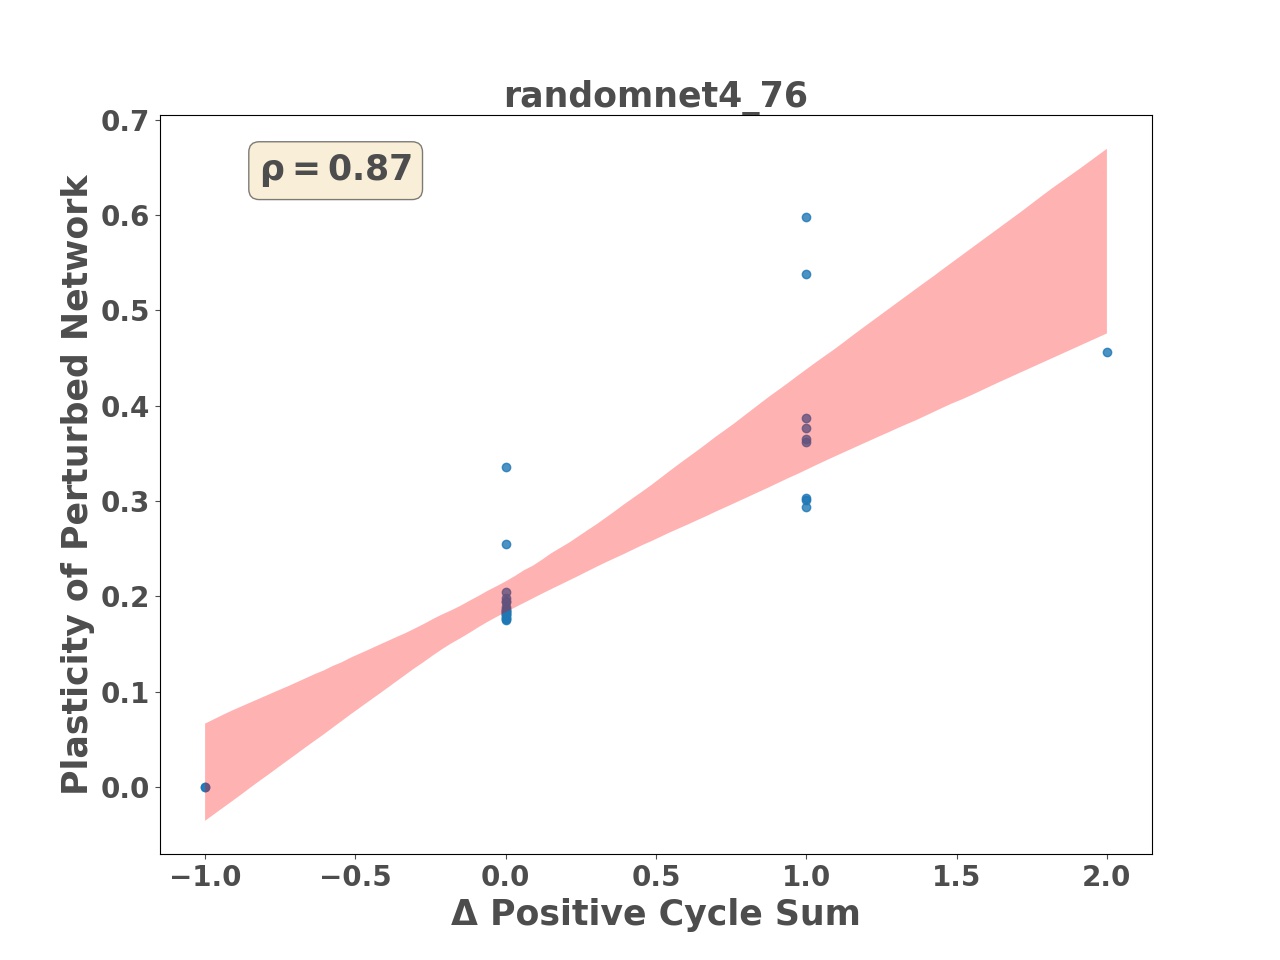 randomnet4_76
ρ = 0.87
Plasticity of Perturbed Network
0.7
0.6
0.5
0.4
0.3
0.2
0.1
0.0
−1.0 −0.5 0.0 0.5 1.0 1.5 2.0
Δ Positive Cycle Sum